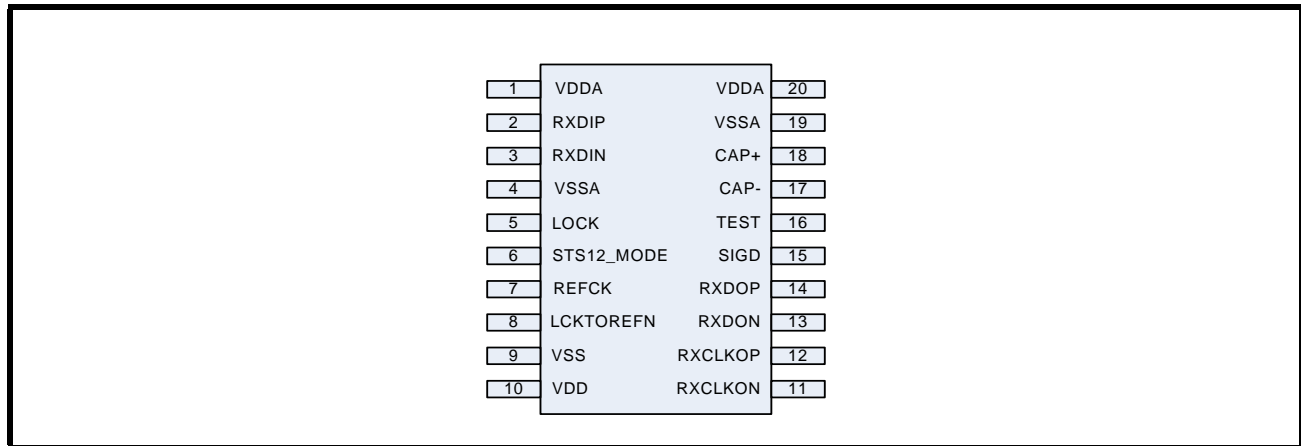 1 VDDA VDDA 20
2 RXDIP VSSA 19
3 RXDIN CAP+ 18
4 VSSA CAP- 17
5 LOCK TEST 16
6 STS12_MODE SIGD 15
7 REFCK RXDOP 14
8 LCKTOREFN RXDON 13
9 VSS RXCLKOP 12
10 VDD RXCLKON 11